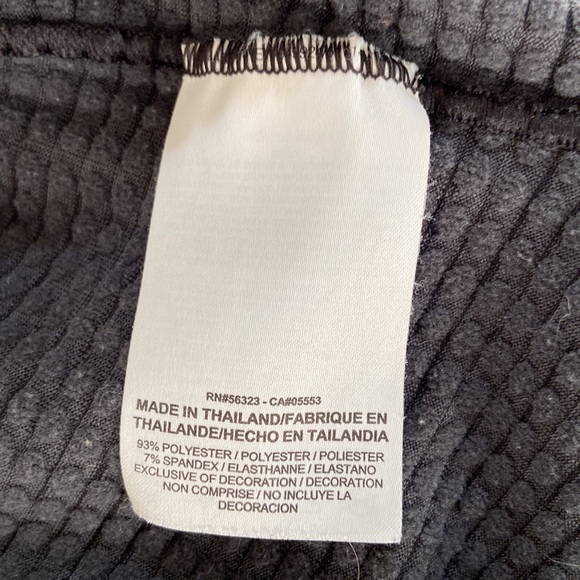 RN#56323 - CA#05553
MADE IN THAILAND/FABRIQUE EN
THAILANDE/HECHO EN TAILANDIA
93% POLYESTER / POLYESTER / POLIESTER
7% SPANDEX / ELASTHANNE / ELASTANO
EXCLUSIVE OF DECORATION / DECORATION
NON COMPRISE / NO INCLUYE LA
DECORACION